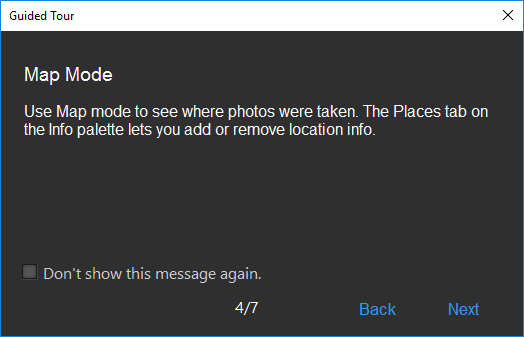 Guided Tour
Map Mode
Use Map mode to see where photos were taken. The Places tab on
the Info palette lets you add or remove location info.
Don't show this message again.
4/7 Back Next